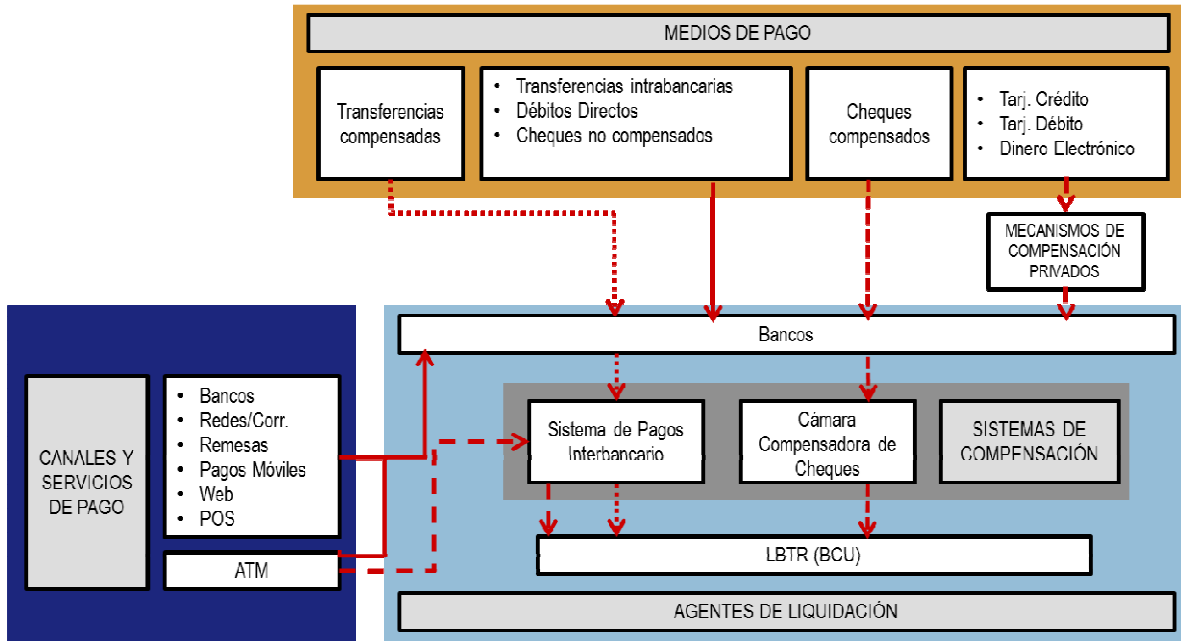 MEDIOS DE PAGO
Transferencias
compensadas
• Transferencias intrabancarias
• Débitos Directos
• Cheques no compensados
Cheques
compensados
• Tarj. Crédito
• Tarj. Débito
• Dinero Electrónico
MECANISMOS DE
COMPENSACIÓN
PRIVADOS
Bancos
CANALES Y
SERVICIOS
DE PAGO
• Bancos
• Redes/Corr.
• Remesas
• Pagos Móviles
• Web
• POS
ATM
Sistema de Pagos
Interbancario
Cámara
Compensadora de
Cheques
SISTEMAS DE
COMPENSACIÓN
LBTR (BCU)
AGENTES DE LIQUIDACIÓN